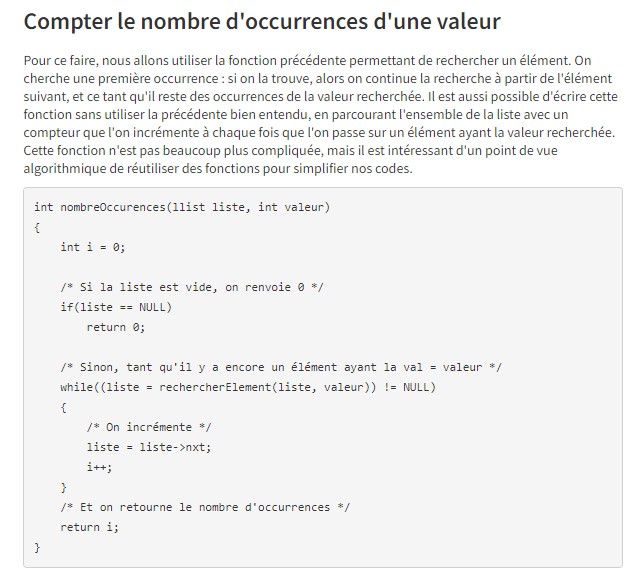 Compter le nombre d'occurrences d'une valeur
Pour ce faire, nous allons utiliser la fonction précédente permettant de rechercher un élément. On
cherche une première occurrence : si on la trouve, alors on continue la recherche à partir de l'élément
suivant, et ce tant qu'il reste des occurrences de la valeur recherchée. Il est aussi possible d'écrire cette
fonction sans utiliser la précédente bien entendu, en parcourant l'ensemble de la liste avec un
compteur que l'on incrémente à chaque fois que l'on passe sur un élément ayant la valeur recherchée.
Cette fonction n'est pas beaucoup plus compliquée, mais il est intéressant d'un point de vue
algorithmique de réutiliser des fonctions pour simplifier nos codes.
int nombreOccurences(llist liste, int valeur)
{
    int i = 0;
    /* Si la liste est vide, on renvoie 0 */
    if(liste == NULL)
        return 0;
    /* Sinon, tant qu'il y a encore un élément ayant la val = valeur */
    while((liste = rechercherElement(liste, valeur)) != NULL)
    {
        /* On incrémente */
        liste = liste->nxt;
        i++;
    }
    /* Et on retourne le nombre d'occurrences */
    return i;
}